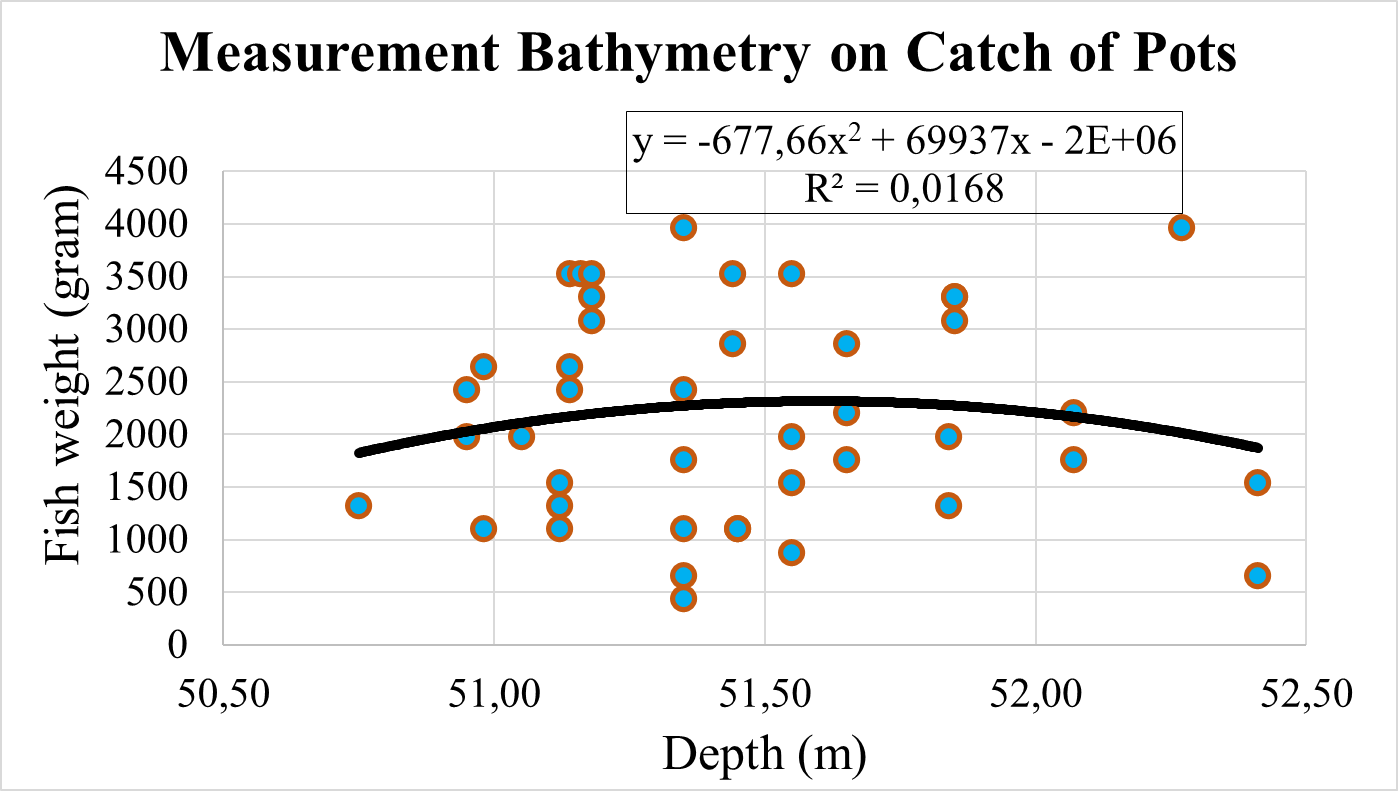 Measurement Bathymetry on Catch of Pots
y = -677,66x² + 69937x - 2E+06
R² = 0,0168
Fish weight (gram)
4500
4000
3500
3000
2500
2000
1500
1000
500
0
50,50 51,00 51,50 52,00 52,50
Depth (m)